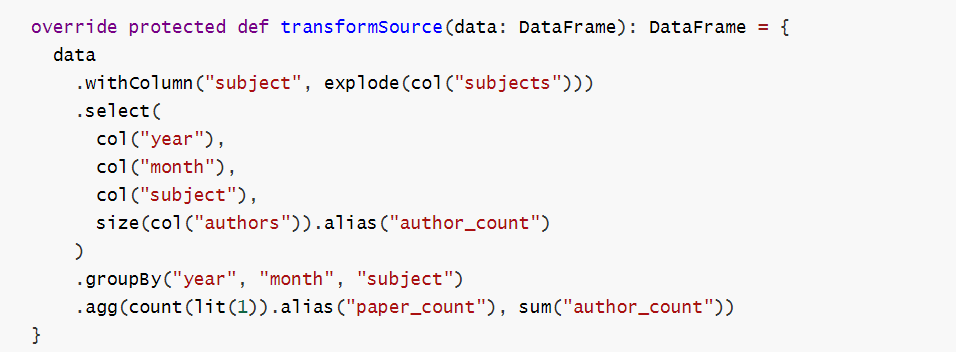 override protected def transformSource(data: DataFrame): DataFrame = {
  data
    .withColumn("subject", explode(col("subjects")))
    .select(
      col("year"),
      col("month"),
      col("subject"),
      size(col("authors")).alias("author_count")
    )
    .groupBy("year", "month", "subject")
    .agg(count(lit(1)).alias("paper_count"), sum("author_count"))
}